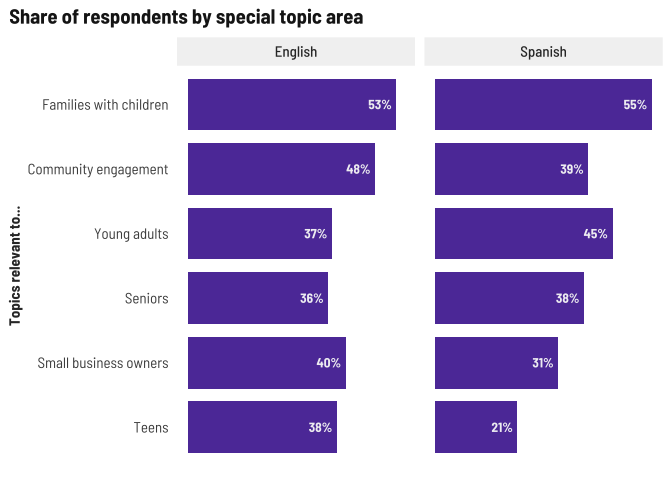 Share of respondents by special topic area
English
Spanish
Topics relevant to...
Families with children
53%
55%
Community engagement
48%
39%
Young adults
37%
45%
Seniors
36%
38%
Small business owners
40%
31%
Teens
38%
21%